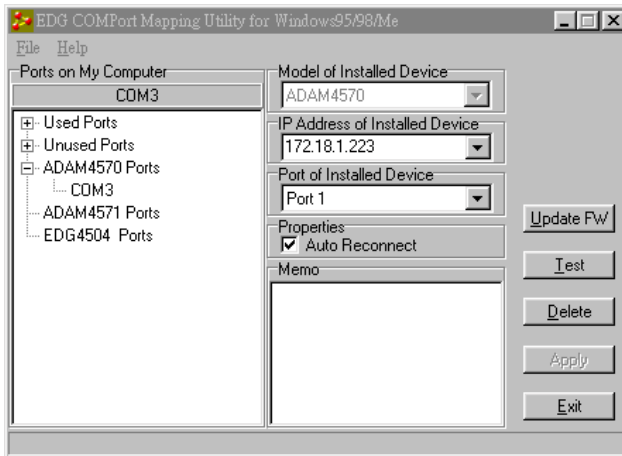 EDG COMPort Mapping Utility for Windows95/98/Me
File Help
Ports on My Computer
COM3
Used Ports
Unused Ports
ADAM4570 Ports
COM3
ADAM4571 Ports
EDG4504 Ports
Model of Installed Device
ADAM4570
IP Address of Installed Device
172.18.1.223
Port of Installed Device
Port 1
Properties
Auto Reconnect
Memo
Update FW
Test
Delete
Apply
Exit